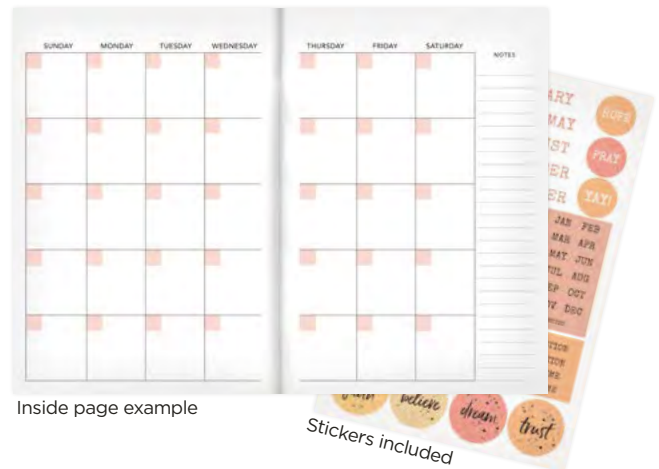 SUNDAY MONDAY TUESDAY WEDNESDAY THURSDAY FRIDAY SATURDAY
NOTES
HOPE
MAY
PRAY
YAY!
JAN FEB
MAR APR
MAY JUN
AUG
OCT
DEC
believe
dream
trust
Inside page example
Stickers included